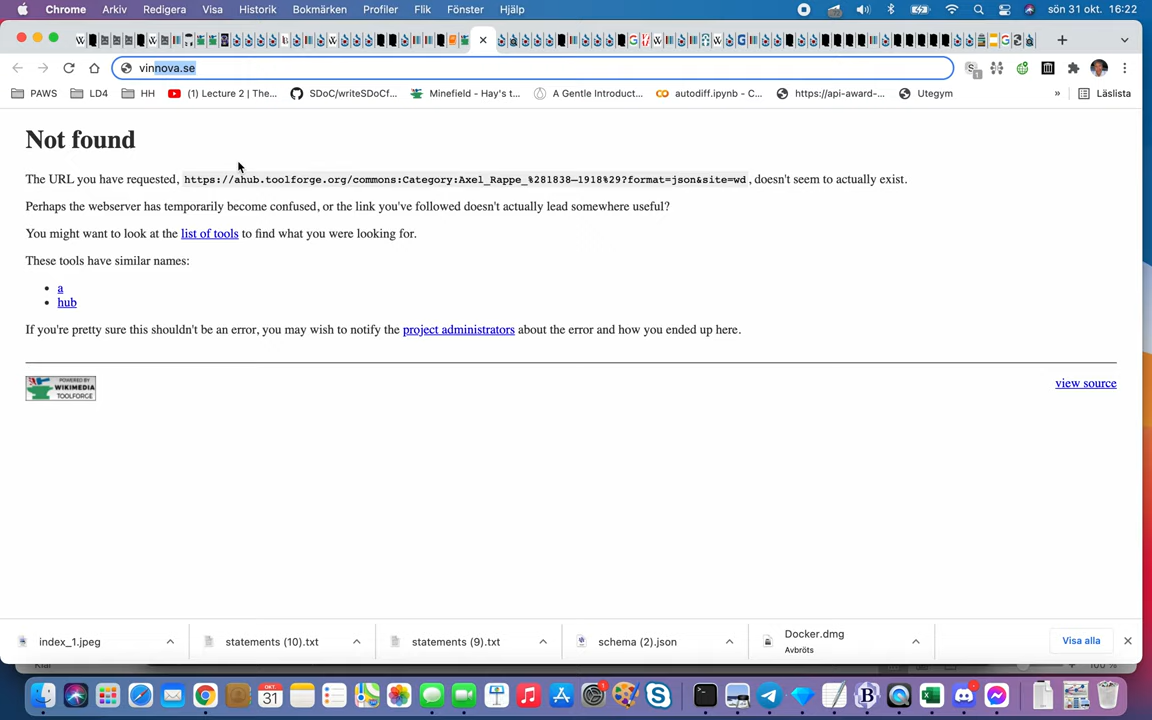 Chrome Arkiv Redigera Visa Historik Bokmärken Profiler Flik Fönster Hjälp sön 31 okt. 16:22
vinnova.se
PAWS LD4 HH (1) Lecture 2 | The... SDoC/writeSDoCf... Minefield - Hay's t... A Gentle Introduct... autodiff.ipynb - C... https://api-award-... Utegym » Läslista
Not found
The URL you have requested, https://ahub.toolforge.org/commons:Category:Axel_Rappe_%281838–1918%29?format=json&site=wd, doesn't seem to actually exist.
Perhaps the webserver has temporarily become confused, or the link you've followed doesn't actually lead somewhere useful?
You might want to look at the list of tools to find what you were looking for.
These tools have similar names:
a
hub
If you're pretty sure this shouldn't be an error, you may wish to notify the project administrators about the error and how you ended up here.
POWERED BY
WIKIMEDIA
TOOLFORGE
view source
index_1.jpeg statements (10).txt statements (9).txt schema (2).json Docker.dmg Visa alla
Avbröts
Klar 100 %
OKT
31